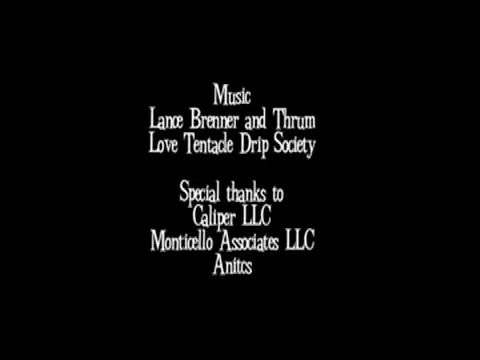 Music
Lance Brenner and Thrum
Love Tentacle Drip Society
Special thanks to
Caliper LLC
Monticello Associates LLC
Anitcs